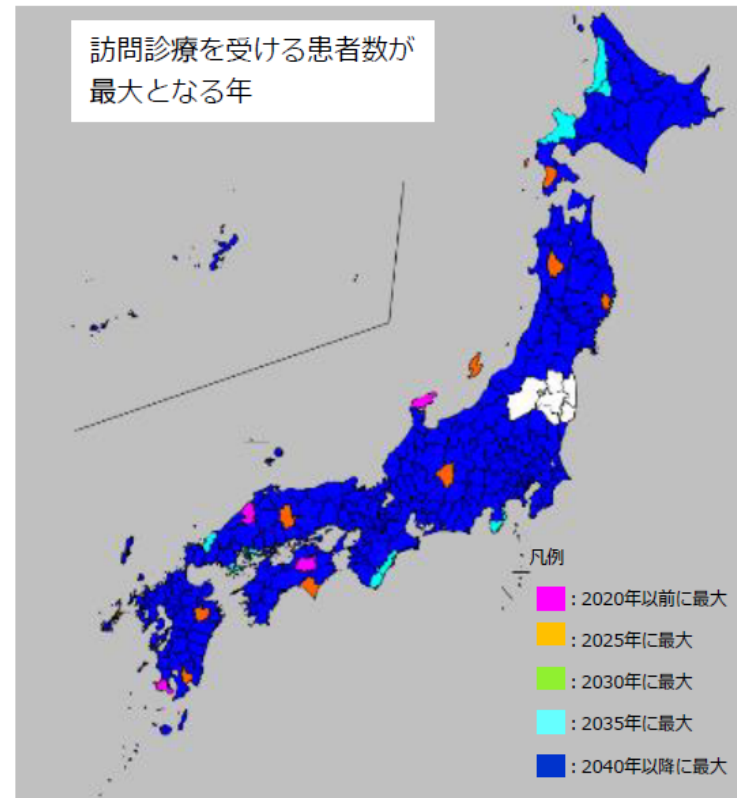 訪問診療を受ける患者数が
最大となる年
凡例
：2020年以前に最大
：2025年に最大
：2030年に最大
：2035年に最大
：2040年以降に最大